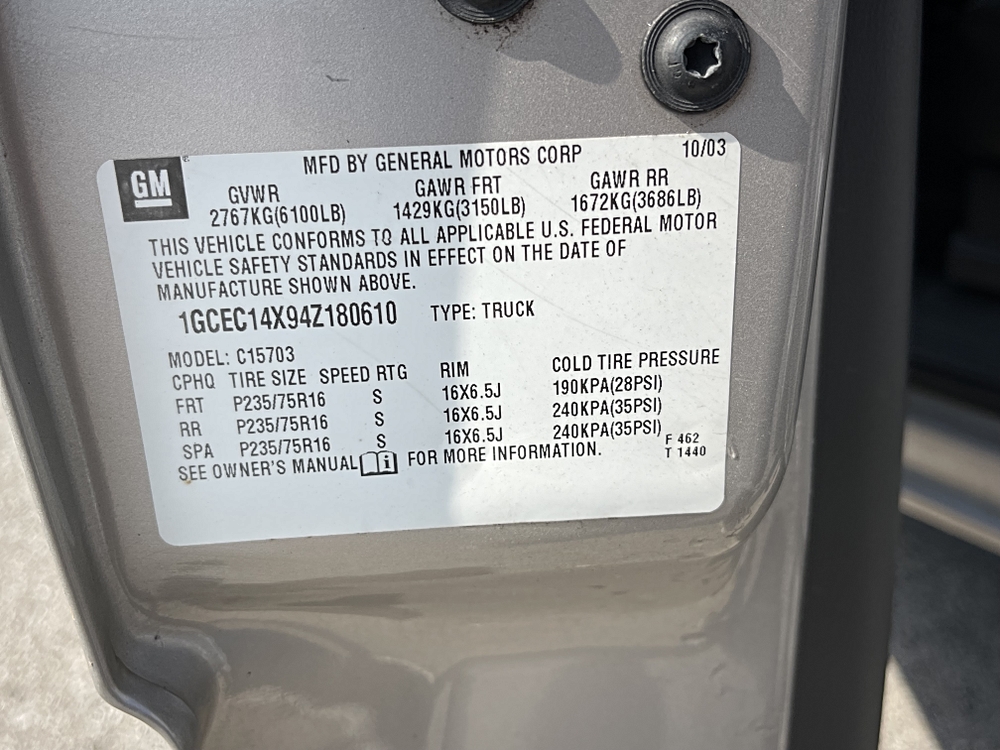 GM
MFD BY GENERAL MOTORS CORP 10/03
GVWR GAWR FRT GAWR RR
2767KG(6100LB) 1429KG(3150LB) 1672KG(3686LB)
THIS VEHICLE CONFORMS TO ALL APPLICABLE U.S. FEDERAL MOTOR
VEHICLE SAFETY STANDARDS IN EFFECT ON THE DATE OF
MANUFACTURE SHOWN ABOVE.
1GCEC14X94Z180610 TYPE: TRUCK
MODEL: C15703
CPHQ TIRE SIZE SPEED RTG RIM COLD TIRE PRESSURE
FRT P235/75R16 S 16X6.5J 190KPA(28PSI)
RR P235/75R16 S 16X6.5J 240KPA(35PSI)
SPA P235/75R16 S 16X6.5J 240KPA(35PSI)
SEE OWNER'S MANUAL FOR MORE INFORMATION.
F 462
T 1440